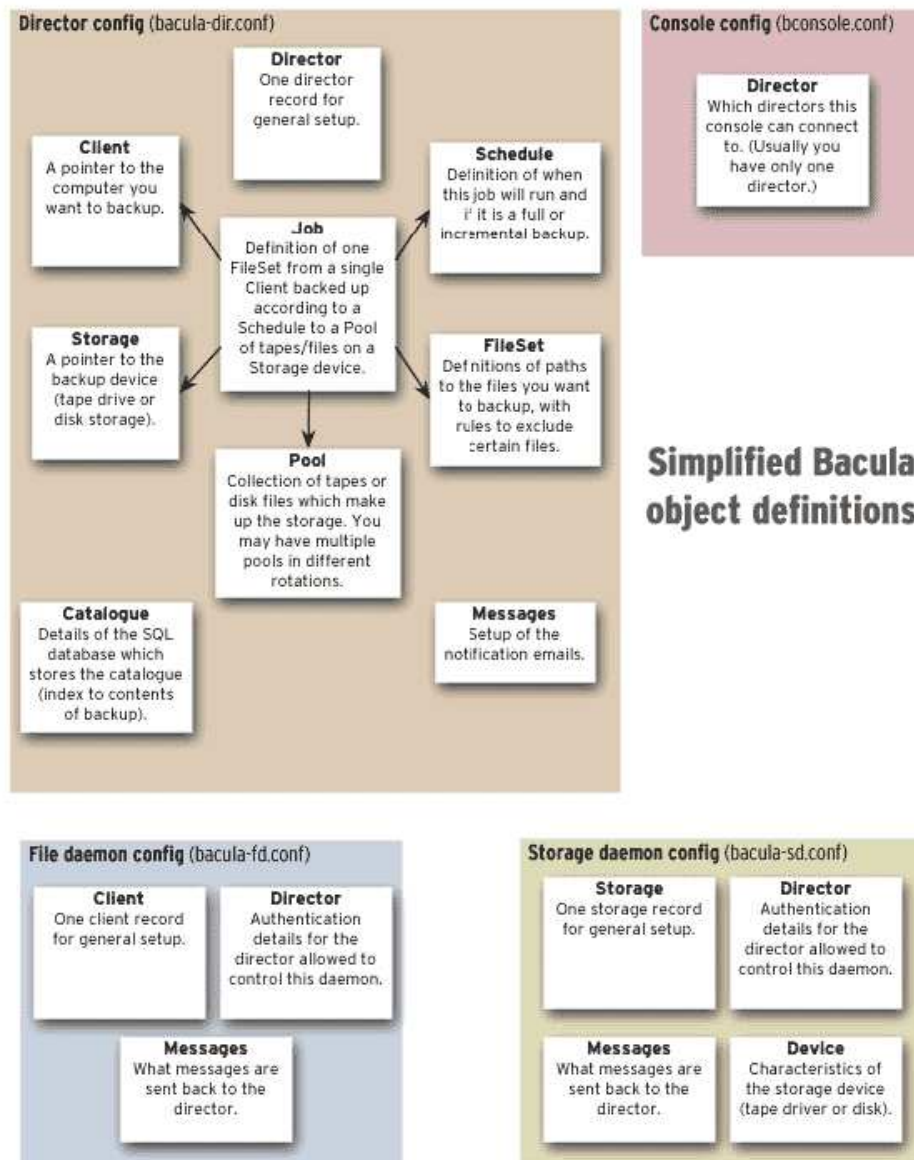 Director config (bacula-dir.conf)
Director
One director
record for
general setup.
Client
A pointer to the
computer you
want to backup.
Schedule
Definition of when
this job will run and
if it is a full or
incremental backup.
Job
Definition of one
FileSet from a single
Client backed up
according to a
Schedule to a Pool
of tapes/files on a
Storage device.
Storage
A pointer to the
backup device
(tape drive or
disk storage).
FileSet
Definitions of paths
to the files you want
to backup, with
rules to exclude
certain files.
Pool
Collection of tapes or
disk files which make
up the storage. You
may have multiple
pools in different
rotations.
Catalogue
Details of the SQL
database which
stores the catalogue
(index to contents
of backup).
Messages
Setup of the
notification emails.
Console config (bconsole.conf)
Director
Which directors this
console can connect
to. (Usually you
have only one
director.)
Simplified Bacula
object definitions
File daemon config (bacula-fd.conf)
Client
One client record
for general setup.
Director
Authentication
details for the
director allowed to
control this daemon.
Messages
What messages are
sent back to the
director.
Storage daemon config (bacula-sd.conf)
Storage
One storage record
for general setup.
Director
Authentication
details for the
director allowed to
control this daemon.
Messages
What messages are
sent back to the
director.
Device
Characteristics of
the storage device
(tape driver or disk).